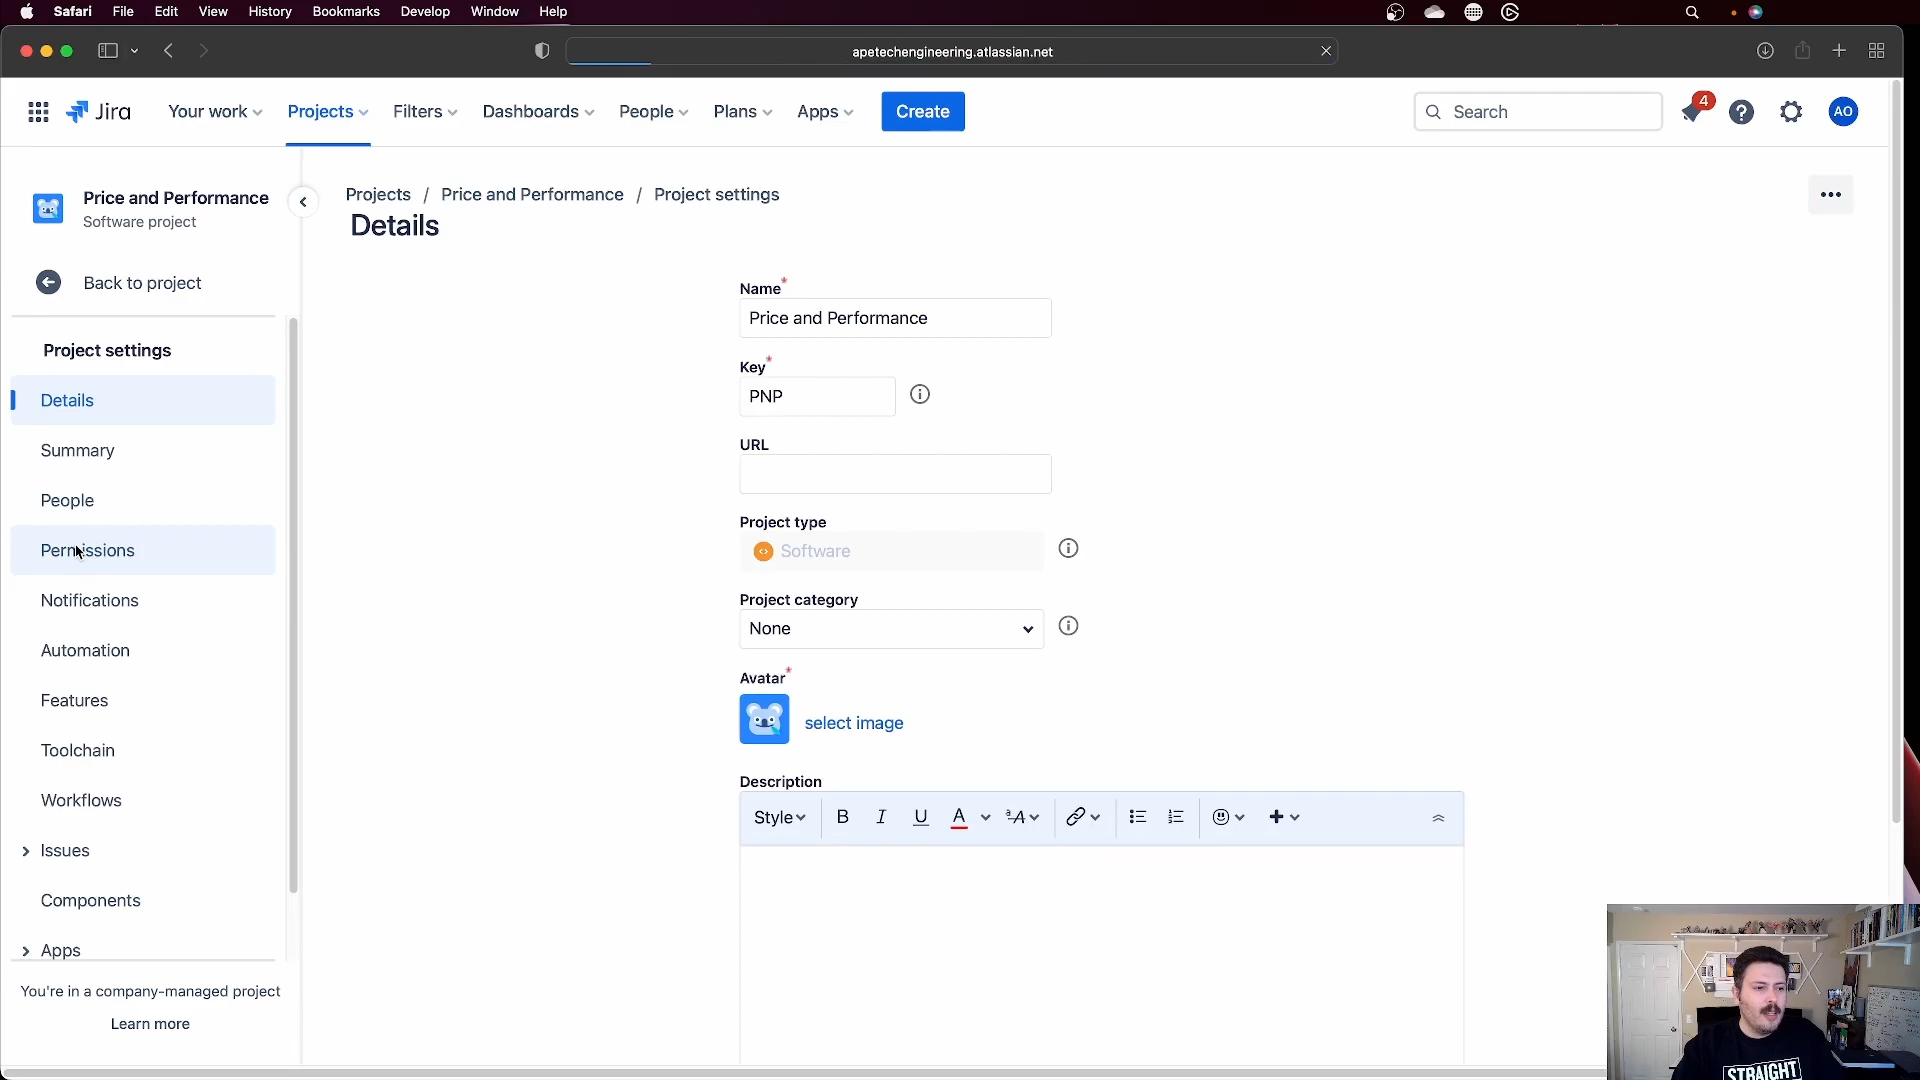 Safari File Edit View History Bookmarks Develop Window Help
apetechengineering.atlassian.net
Jira Your work Projects Filters Dashboards People Plans Apps Create Search 4 AO
Price and Performance
Software project
Back to project
Project settings
Details
Summary
People
Permissions
Notifications
Automation
Features
Toolchain
Workflows
Issues
Components
Apps
You're in a company-managed project
Learn more
Projects / Price and Performance / Project settings
Details
Name*
Price and Performance
Key*
PNP
URL
Project type
Software
Project category
None
Avatar*
select image
Description
Style B I U A A
STRAIGHT